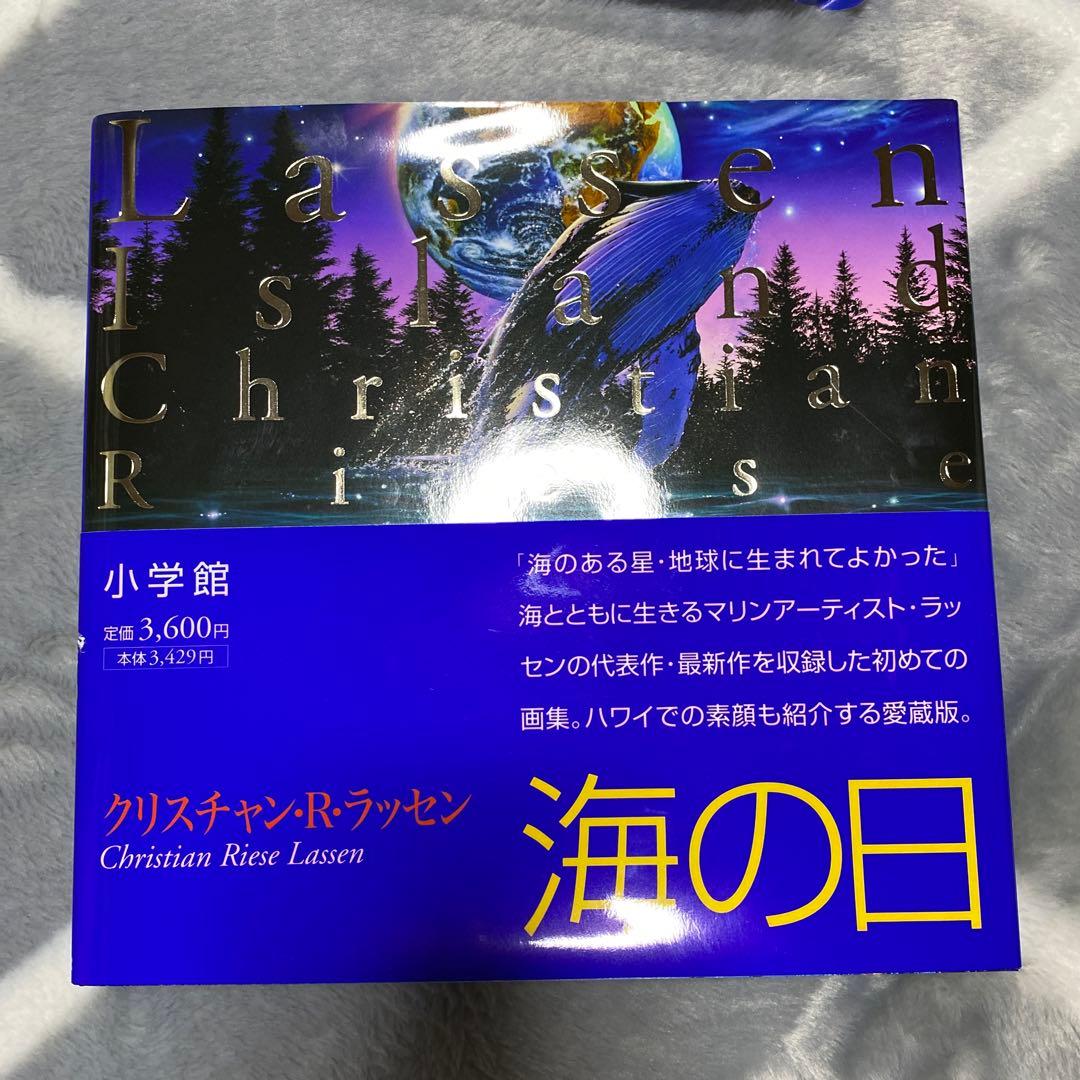 Lassen
Island
Christian
Riese
小学館
定価3,600円
本体3,429円
「海のある星・地球に生まれてよかった」
海とともに生きるマリンアーティスト・ラッ
センの代表作・最新作を収録した初めての
画集。ハワイでの素顔も紹介する愛蔵版。
クリスチャン・R・ラッセン
Christian Riese Lassen
海の日